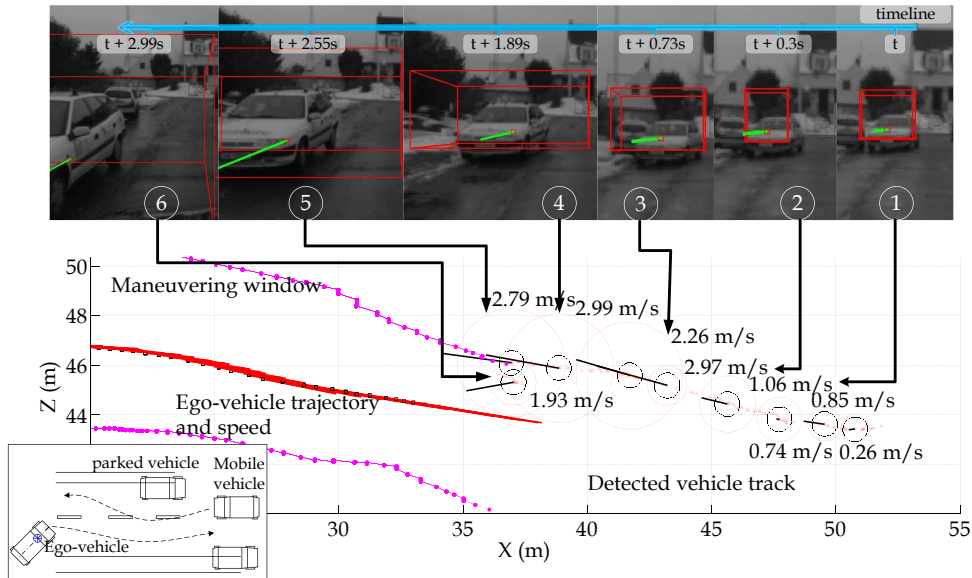 timeline
t + 2.99s
t + 2.55s
t + 1.89s
t + 0.73s
t + 0.3s
t
6
5
4
3
2
1
50
48
46
44
Z (m)
Maneuvering window
2.79 m/s
2.99 m/s
2.26 m/s
2.97 m/s
1.06 m/s
0.85 m/s
1.93 m/s
0.74 m/s
0.26 m/s
Ego-vehicle trajectory
and speed
Detected vehicle track
parked vehicle
Mobile
vehicle
Ego-vehicle
30
35
40
45
50
55
X (m)